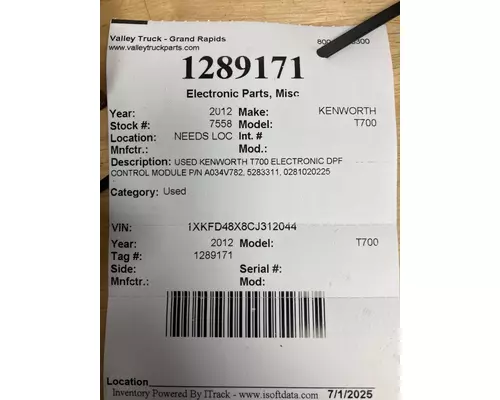 Valley Truck - Grand Rapids
www.valleytruckparts.com
1289171
Electronic Parts, Misc
Year: 2012 Make: KENWORTH
Stock #: 7558 Model: T700
Location: NEEDS LOC Int. #
Mnfctr.: Mod.:
Description: USED KENWORTH T700 ELECTRONIC DPF
CONTROL MODULE P/N A034V782, 5283311, 0281020225
Category: Used
VIN: 1XKFD48X8CJ312044
Year: 2012 Model: T700
Tag #: 1289171
Side: Serial #:
Mnfctr.: Mod:
Location
Inventory Powered By ITrack - www.isoftdata.com 7/1/2025